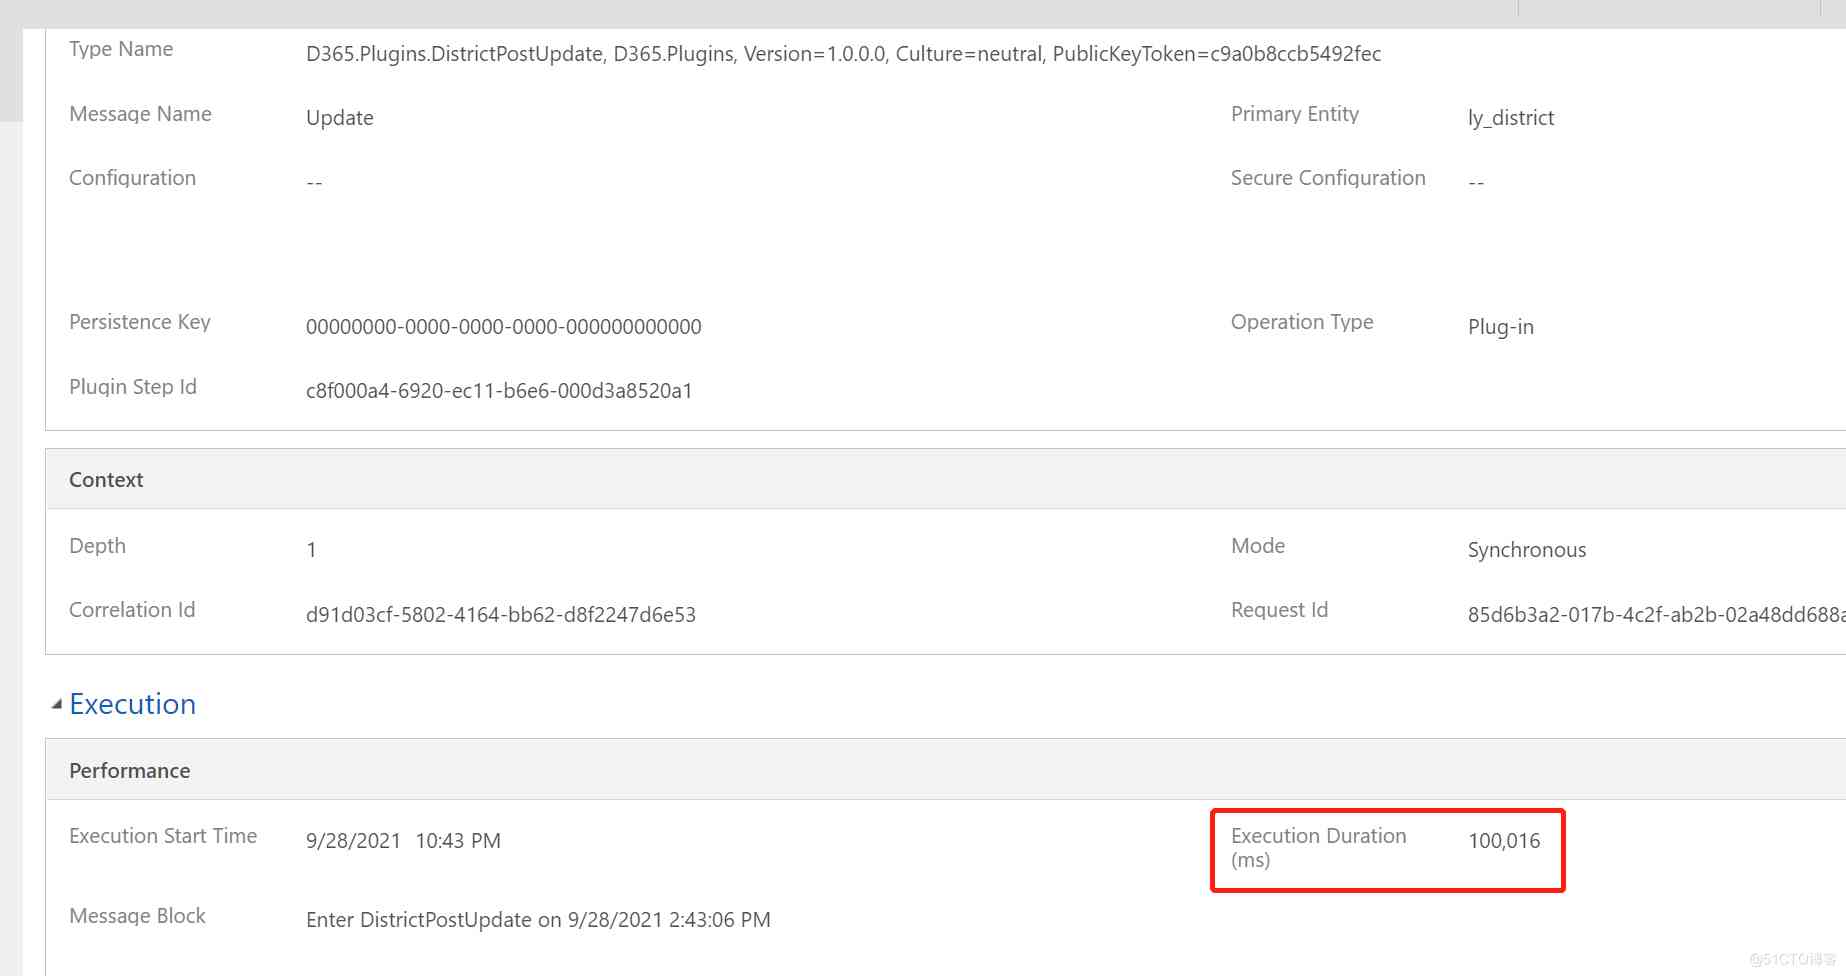 Type Name D365.Plugins.DistrictPostUpdate, D365.Plugins, Version=1.0.0.0, Culture=neutral, PublicKeyToken=c9a0b8ccb5492fec
Message Name Update Primary Entity ly_district
Configuration -- Secure Configuration --
Persistence Key 00000000-0000-0000-0000-000000000000 Operation Type Plug-in
Plugin Step Id c8f000a4-6920-ec11-b6e6-000d3a8520a1
Context
Depth 1 Mode Synchronous
Correlation Id d91d03cf-5802-4164-bb62-d8f2247d6e53 Request Id 85d6b3a2-017b-4c2f-ab2b-02a48dd688a
Execution
Performance
Execution Start Time 9/28/2021 10:43 PM Execution Duration 100,016
(ms)
Message Block Enter DistrictPostUpdate on 9/28/2021 2:43:06 PM
@51CTO博客